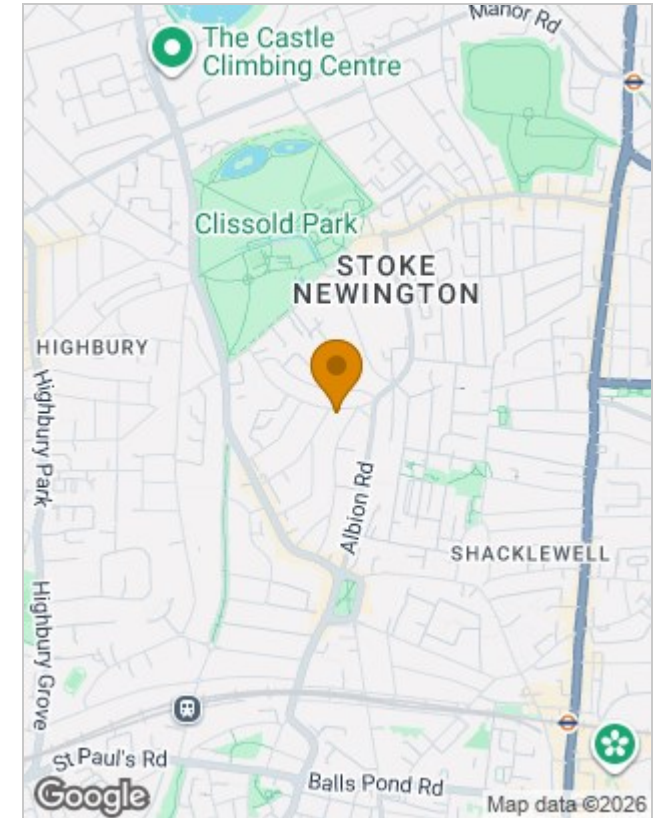 Manor Rd
The Castle
Climbing Centre
Clissold Park
STOKE
NEWINGTON
HIGHBURY
Highbury Park
Albion Rd
SHACKLEWELL
Highbury Grove
St Paul's Rd
Balls Pond Rd
Google
Map data ©2026